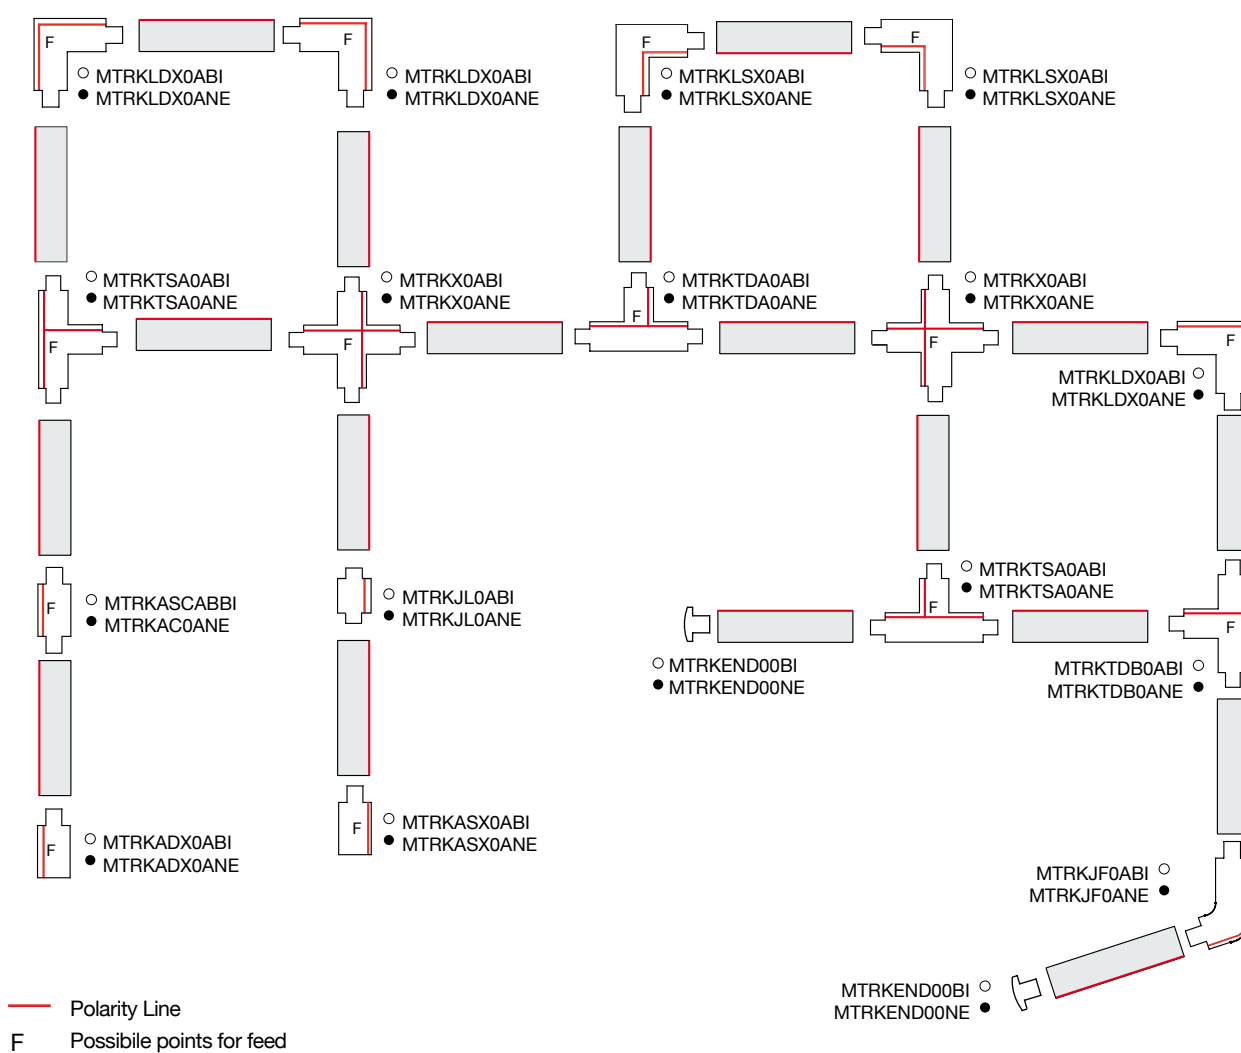 F
F
F
F
MTRKLDX0ABI
MTRKLDX0ANE
MTRKLDX0ABI
MTRKLDX0ANE
MTRKLSX0ABI
MTRKLSX0ANE
MTRKLSX0ABI
MTRKLSX0ANE
MTRKTSA0ABI
MTRKTSA0ANE
MTRKX0ABI
MTRKX0ANE
MTRKTDA0ABI
MTRKTDA0ANE
MTRKX0ABI
MTRKX0ANE
F
F
F
F
F
MTRKLDX0ABI
MTRKLDX0ANE
MTRKTSA0ABI
MTRKTSA0ANE
F
MTRKASCABBI
MTRKAC0ANE
MTRKJL0ABI
MTRKJL0ANE
F
F
MTRKEND00BI
MTRKEND00NE
MTRKTDB0ABI
MTRKTDB0ANE
F
MTRKADX0ABI
MTRKADX0ANE
F
MTRKASX0ABI
MTRKASX0ANE
MTRKJF0ABI
MTRKJF0ANE
MTRKEND00BI
MTRKEND00NE
Polarity Line
F Possibile points for feed